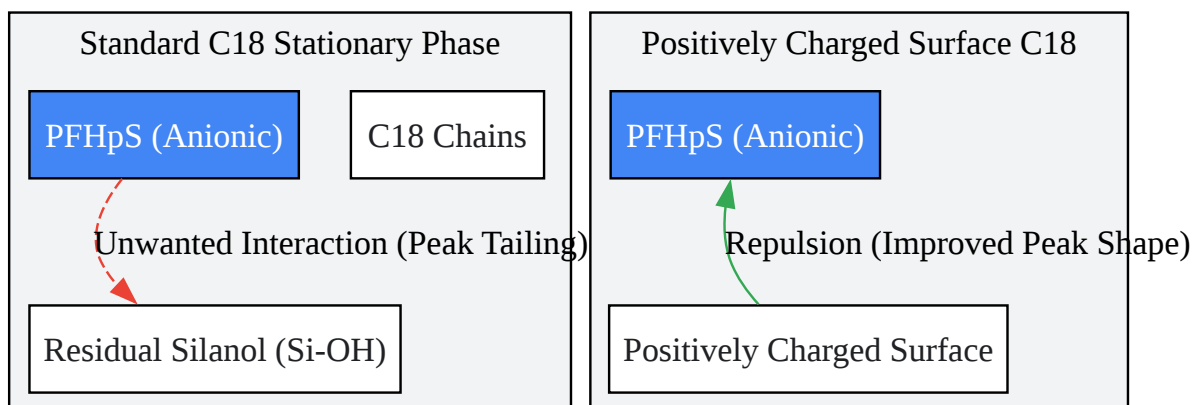 Standard C18 Stationary Phase
PFHpS (Anionic)
C18 Chains
Unwanted Interaction (Peak Tailing)
Residual Silanol (Si-OH)
Positively Charged Surface C18
PFHpS (Anionic)
Repulsion (Improved Peak Shape)
Positively Charged Surface